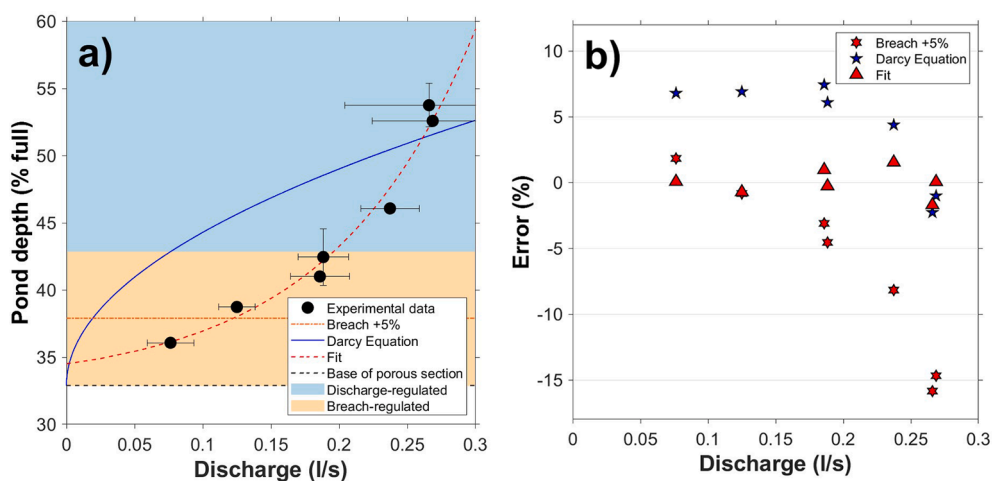 a)
60
55
50
45
40
35
30
Pond depth (% full)
Experimental data
Breach +5%
Darcy Equation
Fit
Base of porous section
Discharge-regulated
Breach-regulated
0 0.05 0.1 0.15 0.2 0.25 0.3
Discharge (l/s)
b)
10
5
0
-5
-10
-15
Error (%)
Breach +5%
Darcy Equation
Fit
0 0.05 0.1 0.15 0.2 0.25 0.3
Discharge (l/s)